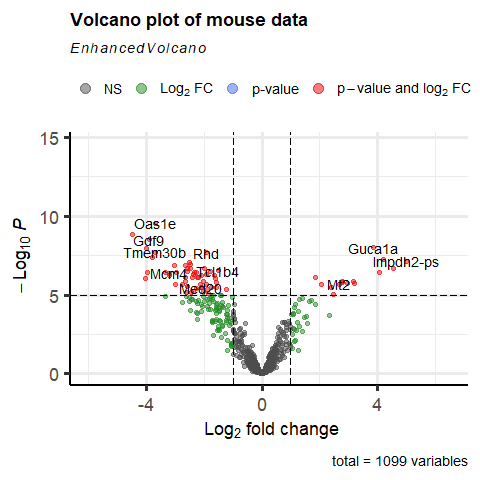 Volcano plot of mouse data
EnhancedVolcano
NS Log₂ FC p-value p−value and log₂ FC
−Log₁₀ P
15
10
5
0
Oas1e
Gdf9
Guca1a
Tmem30b
Rhd
Impdh2-ps
Mcm4
Tcl1b4
Med20
Mt2
-4 0 4
Log₂ fold change
total = 1099 variables